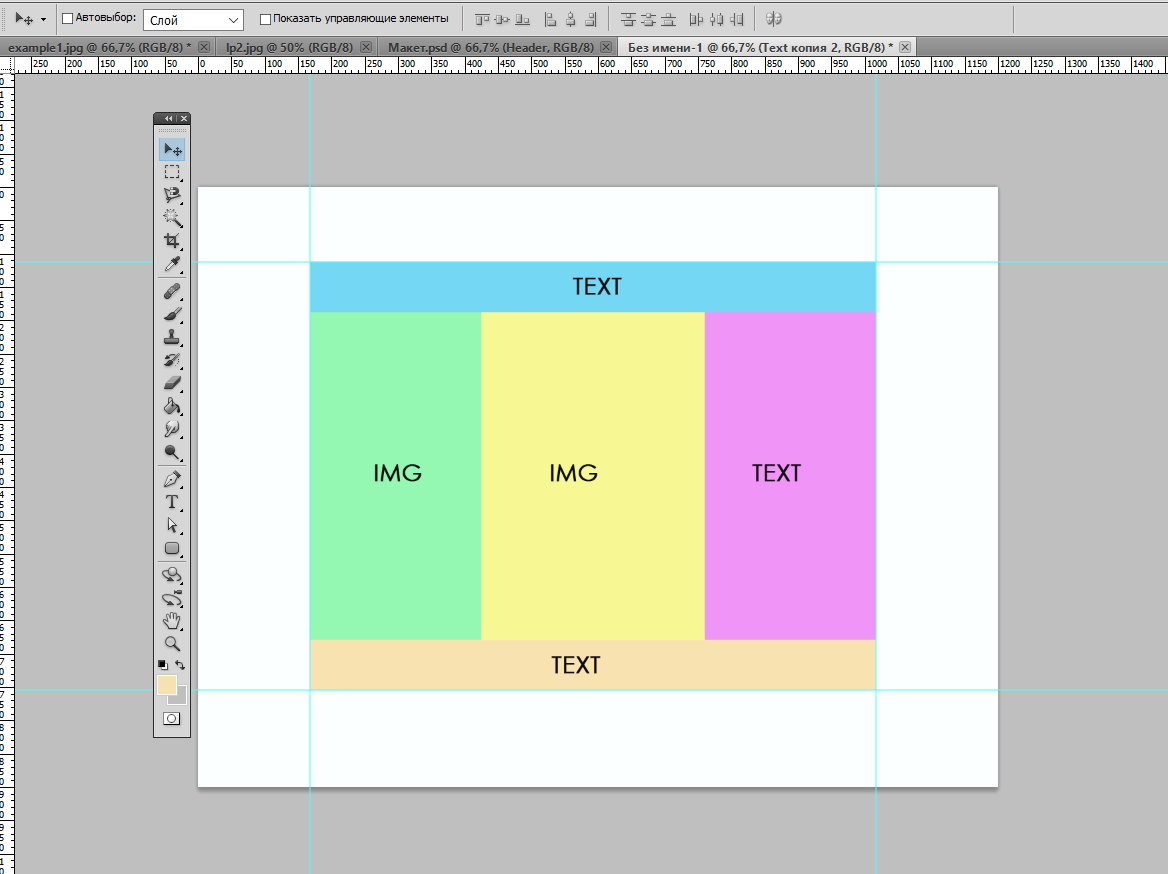 Автовыбор: Слой Показать управляющие элементы
example1.jpg @ 66,7% (RGB/8) * lp2.jpg @ 50% (RGB/8) Макет.psd @ 66,7% (Header, RGB/8) Без имени-1 @ 66,7% (Text копия 2, RGB/8) *
250 200 150 100 50 0 50 100 150 200 250 300 350 400 450 500 550 600 650 700 750 800 850 900 950 1000 1050 1100 1150 1200 1250 1300 1350 1400
TEXT
IMG IMG TEXT
TEXT